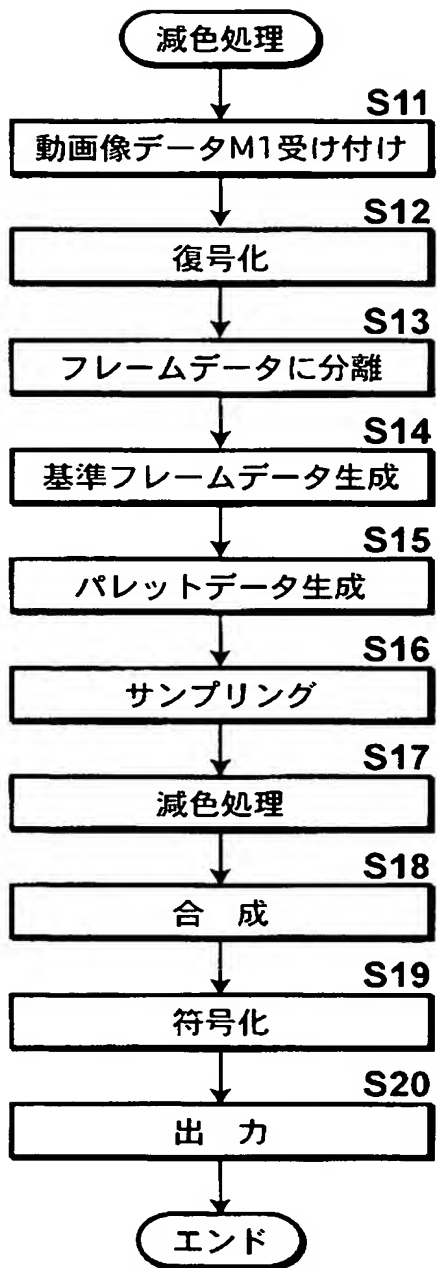 減色処理
S11
動画像データM1受け付け
S12
復号化
S13
フレームデータに分離
S14
基準フレームデータ生成
S15
パレットデータ生成
S16
サンプリング
S17
減色処理
S18
合　成
S19
符号化
S20
出　力
エンド